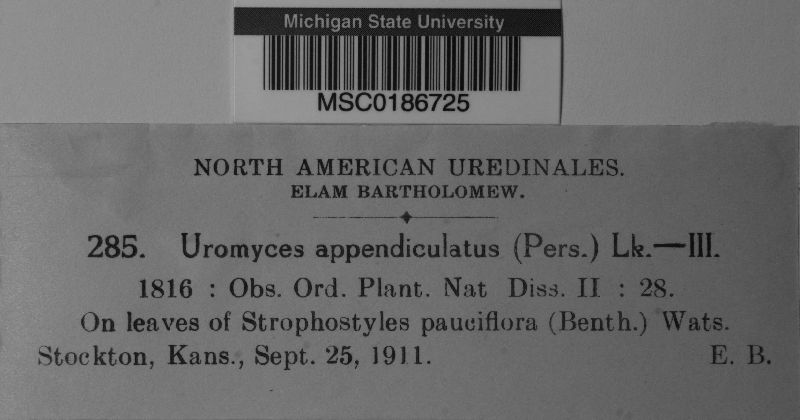 Michigan State University
MSC0186725
NORTH AMERICAN UREDINALES.
ELAM BARTHOLOMEW.
285. Uromyces appendiculatus (Pers.) Lk.—III.
1816 : Obs. Ord. Plant. Nat Diss. II : 28.
On leaves of Strophostyles pauciflora (Benth.) Wats.
Stockton, Kans., Sept. 25, 1911. E. B.